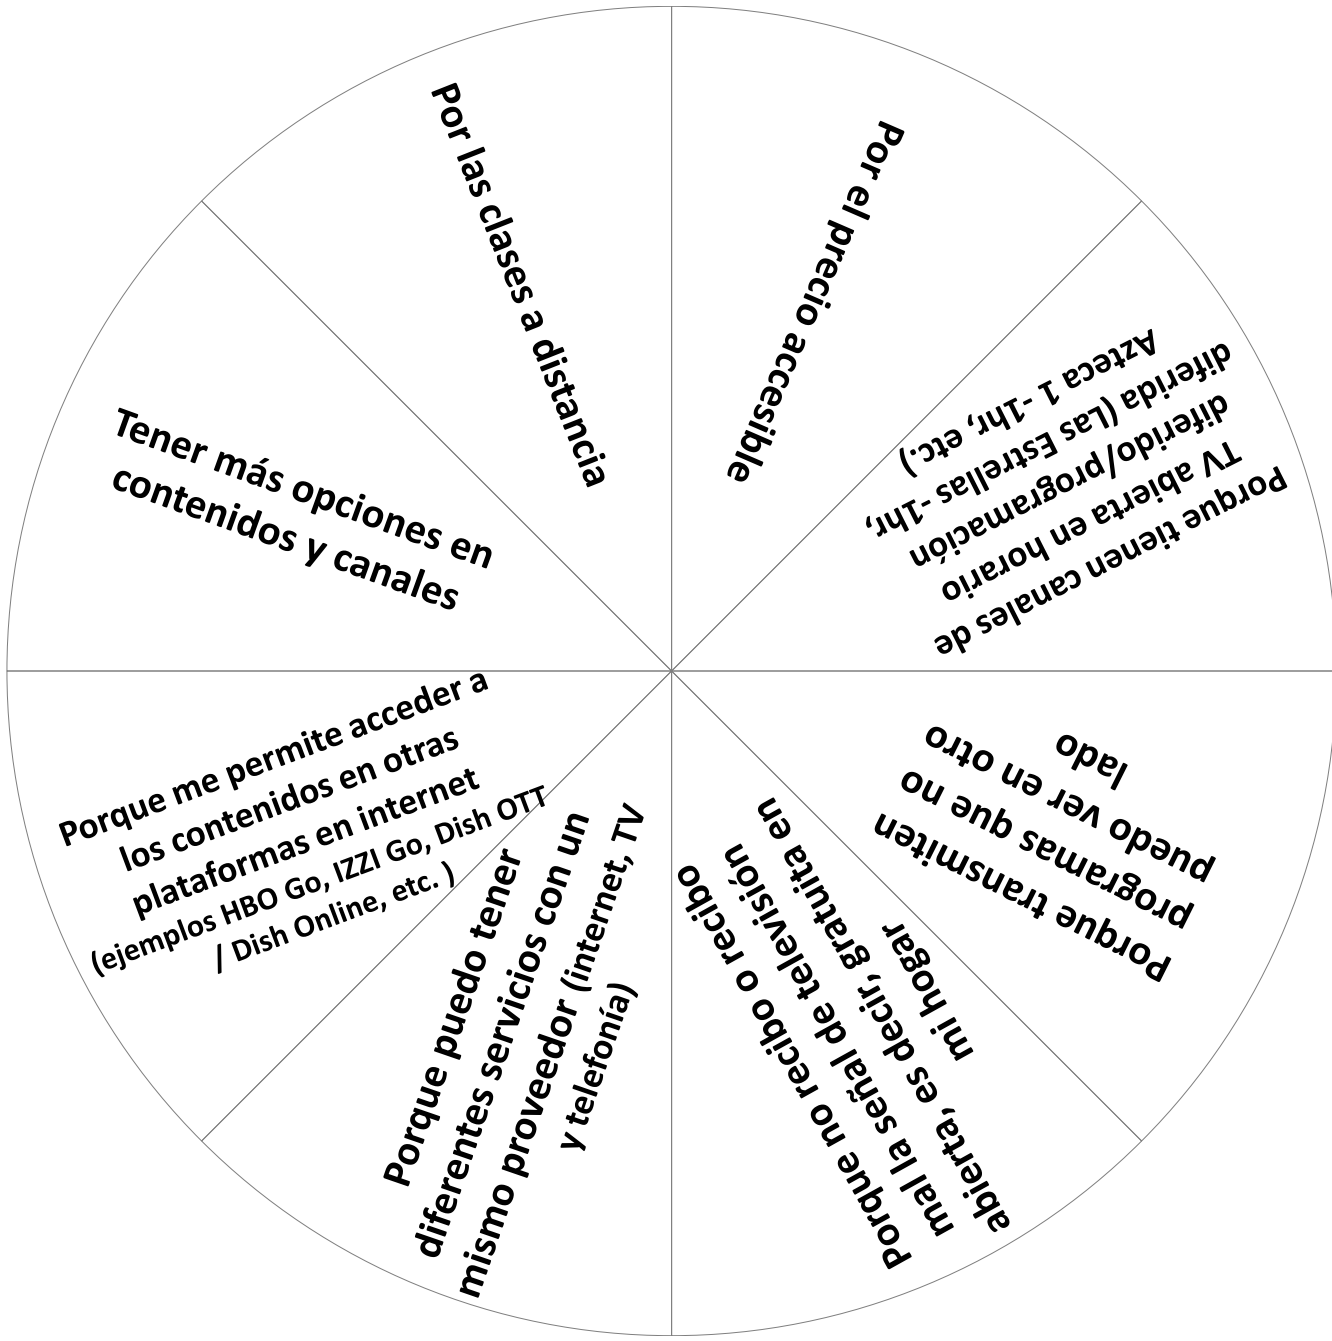 Por el precio accesible
Porque tienen canales de
TV abierta en horario
diferido/programación
diferida (Las Estrellas -1hr,
Azteca 1 -1hr, etc.)
Porque transmiten
programas que no
puedo ver en otro
lado
Porque no recibo o recibo
mal la señal de televisión
abierta, es decir, gratuita en
mi hogar
Porque puedo tener
diferentes servicios con un
mismo proveedor (internet, TV
y telefonía)
Porque me permite acceder a
los contenidos en otras
plataformas en internet
(ejemplos HBO Go, IZZI Go, Dish OTT
/ Dish Online, etc. )
Tener más opciones en
contenidos y canales
Por las clases a distancia